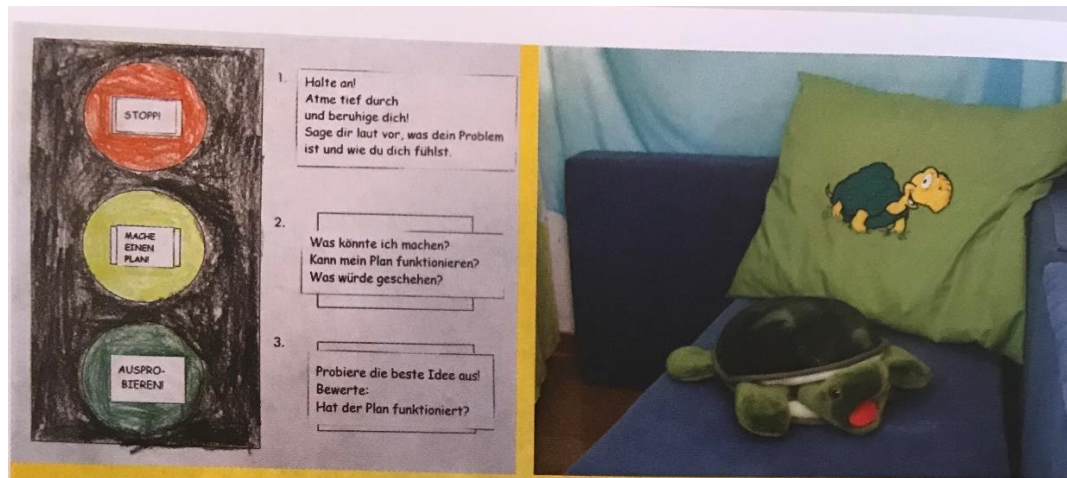 STOPP!
1. Halte an!
Atme tief durch
und beruhige dich!
Sage dir laut vor, was dein Problem
ist und wie du dich fühlst.
MACHE
EINEN
PLAN!
2.
Was könnte ich machen?
Kann mein Plan funktionieren?
Was würde geschehen?
AUSPRO-
BIEREN!
3.
Probiere die beste Idee aus!
Bewerte:
Hat der Plan funktioniert?